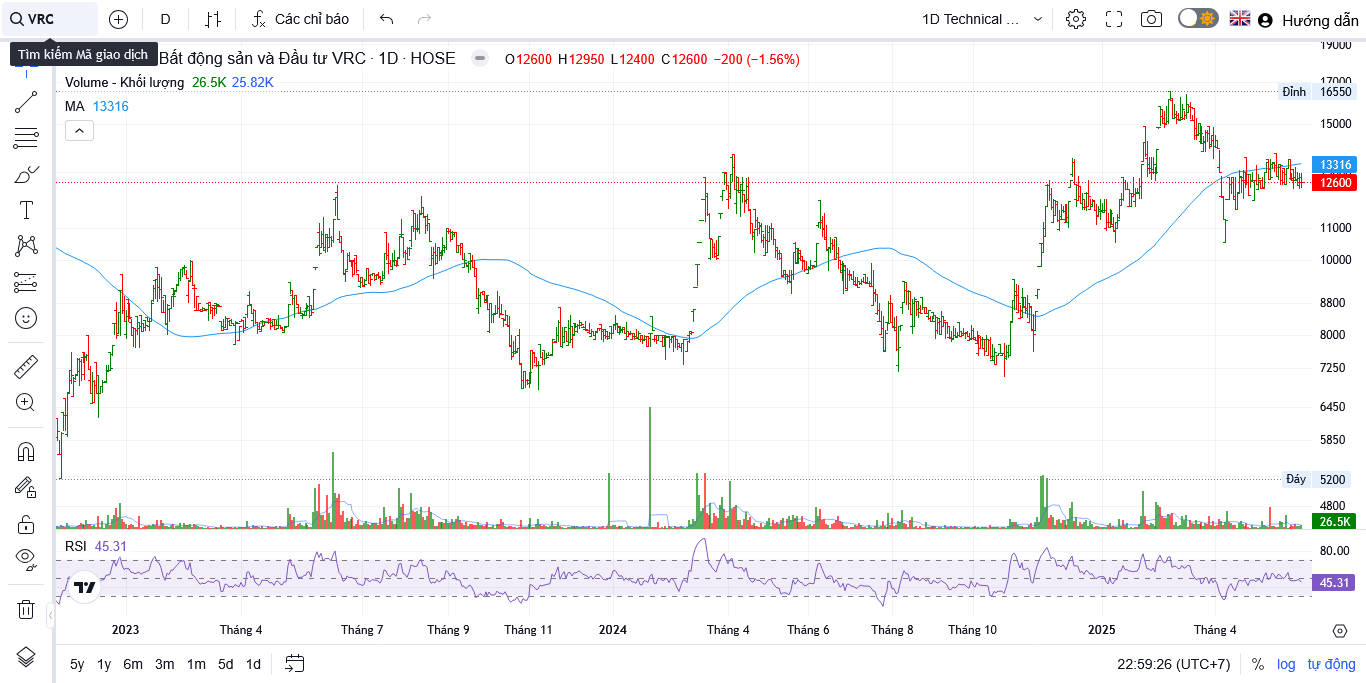 VRC
D
Các chỉ báo
1D Technical ...
Hướng dẫn
Tìm kiếm Mã giao dịch
Bất động sản và Đầu tư VRC · 1D · HOSE
O12600 H12950 L12400 C12600 −200 (−1.56%)
Volume - Khối lượng 26.5K 25.82K
MA 13316
19000
17000
Đỉnh 16550
15000
13316
12600
11000
10000
8800
8000
7250
6450
5850
Đáy 5200
4800
26.5K
RSI 45.31
80.00
45.31
2023 Tháng 4 Tháng 7 Tháng 9 Tháng 11 2024 Tháng 4 Tháng 6 Tháng 8 Tháng 10 2025 Tháng 4
5y 1y 6m 3m 1m 5d 1d
22:59:26 (UTC+7) % log tự động